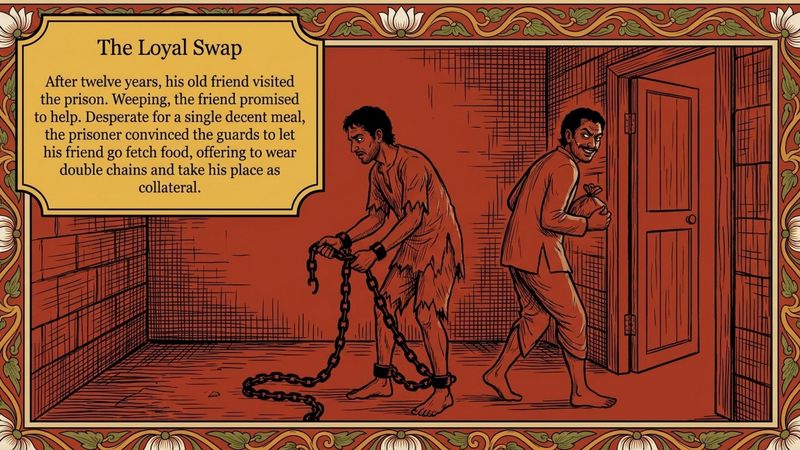 The Loyal Swap
After twelve years, his old friend visited
the prison. Weeping, the friend promised
to help. Desperate for a single decent meal,
the prisoner convinced the guards to let
his friend go fetch food, offering to wear
double chains and take his place as
collateral.